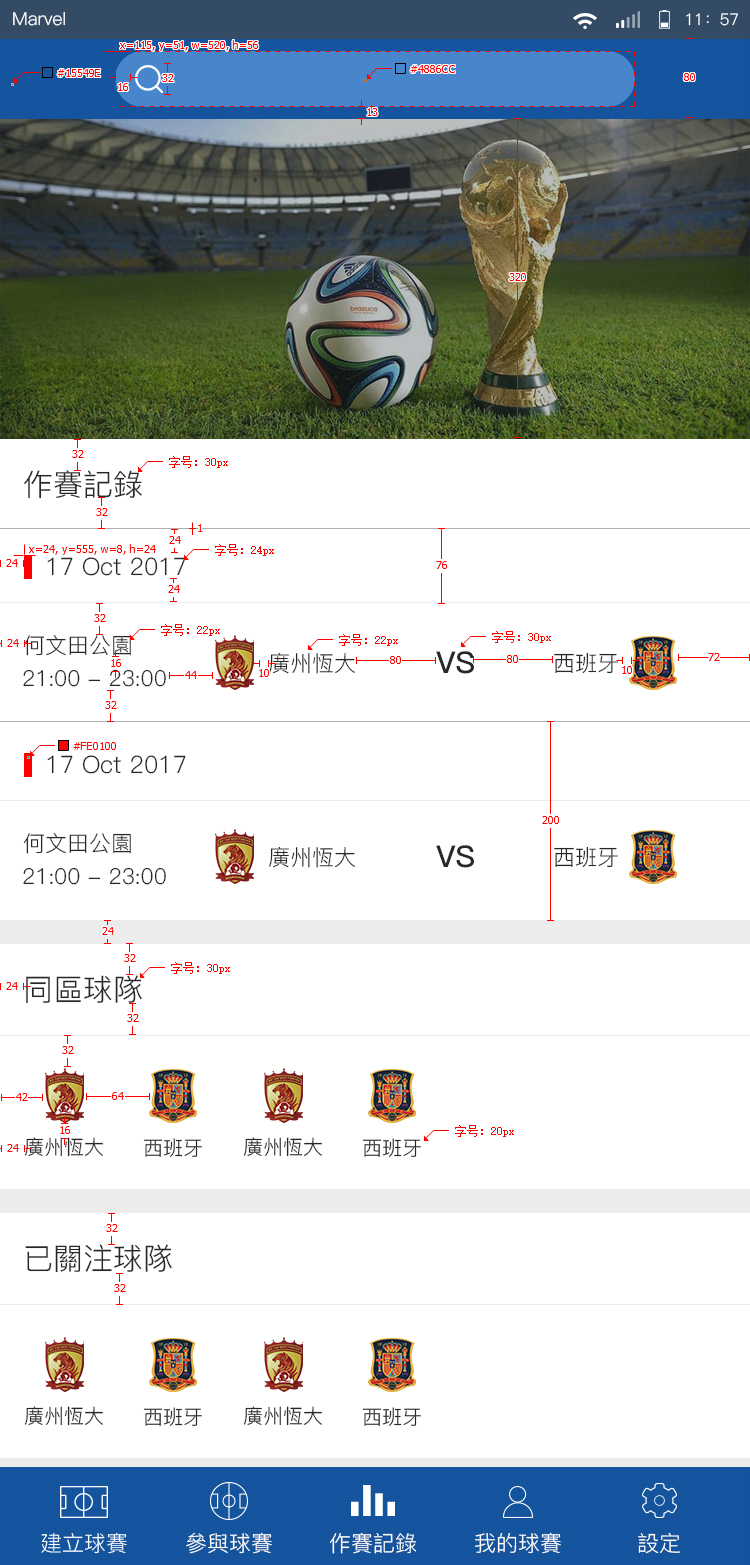 Marvel 11: 57
x=115, y=51, w=520, h=56
#15549E
#4886CC
80
16
32
13
brazuca
320
32
字号: 30px
作賽記錄
32
1
24
字号: 24px
x=24, y=555, w=8, h=24
24
17 Oct 2017
76
24
32
字号: 22px
字号: 22px
字号: 30px
24
何文田公園
16
廣州恆大
80
VS
80
西班牙
72
10
10
21:00 – 23:00
44
32
#FE0100
17 Oct 2017
200
何文田公園
廣州恆大
VS
西班牙
21:00 – 23:00
24
32
字号: 30px
24
同區球隊
32
32
42
64
16
字号: 20px
24
廣州恆大 西班牙 廣州恆大 西班牙
32
已關注球隊
32
廣州恆大 西班牙 廣州恆大 西班牙
建立球賽 參與球賽 作賽記錄 我的球賽 設定